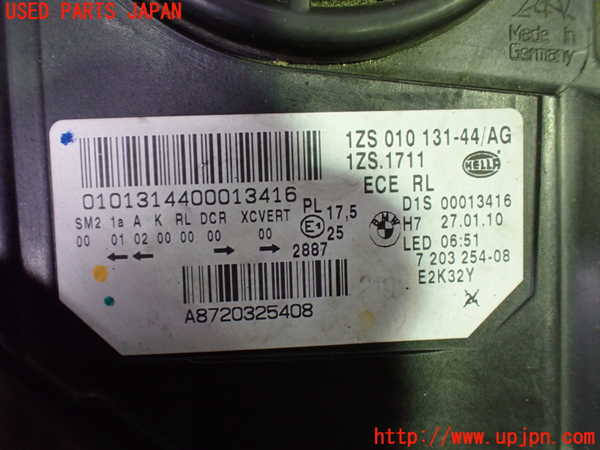 USED PARTS JAPAN
Made in
Germany
1ZS 010 131-44/AG
1ZS.1711
HELLA
ECE RL
0101314400013416
SM2 1a A K RL DCR XCVERT PL 17,5
00 01 02 00 00 00 00 E1 25
2887
BMW
D1S 00013416
H7 27.01.10
LED 06:51
7 203 254-08
E2K32Y
A8720325408
http://www.upjpn.com/